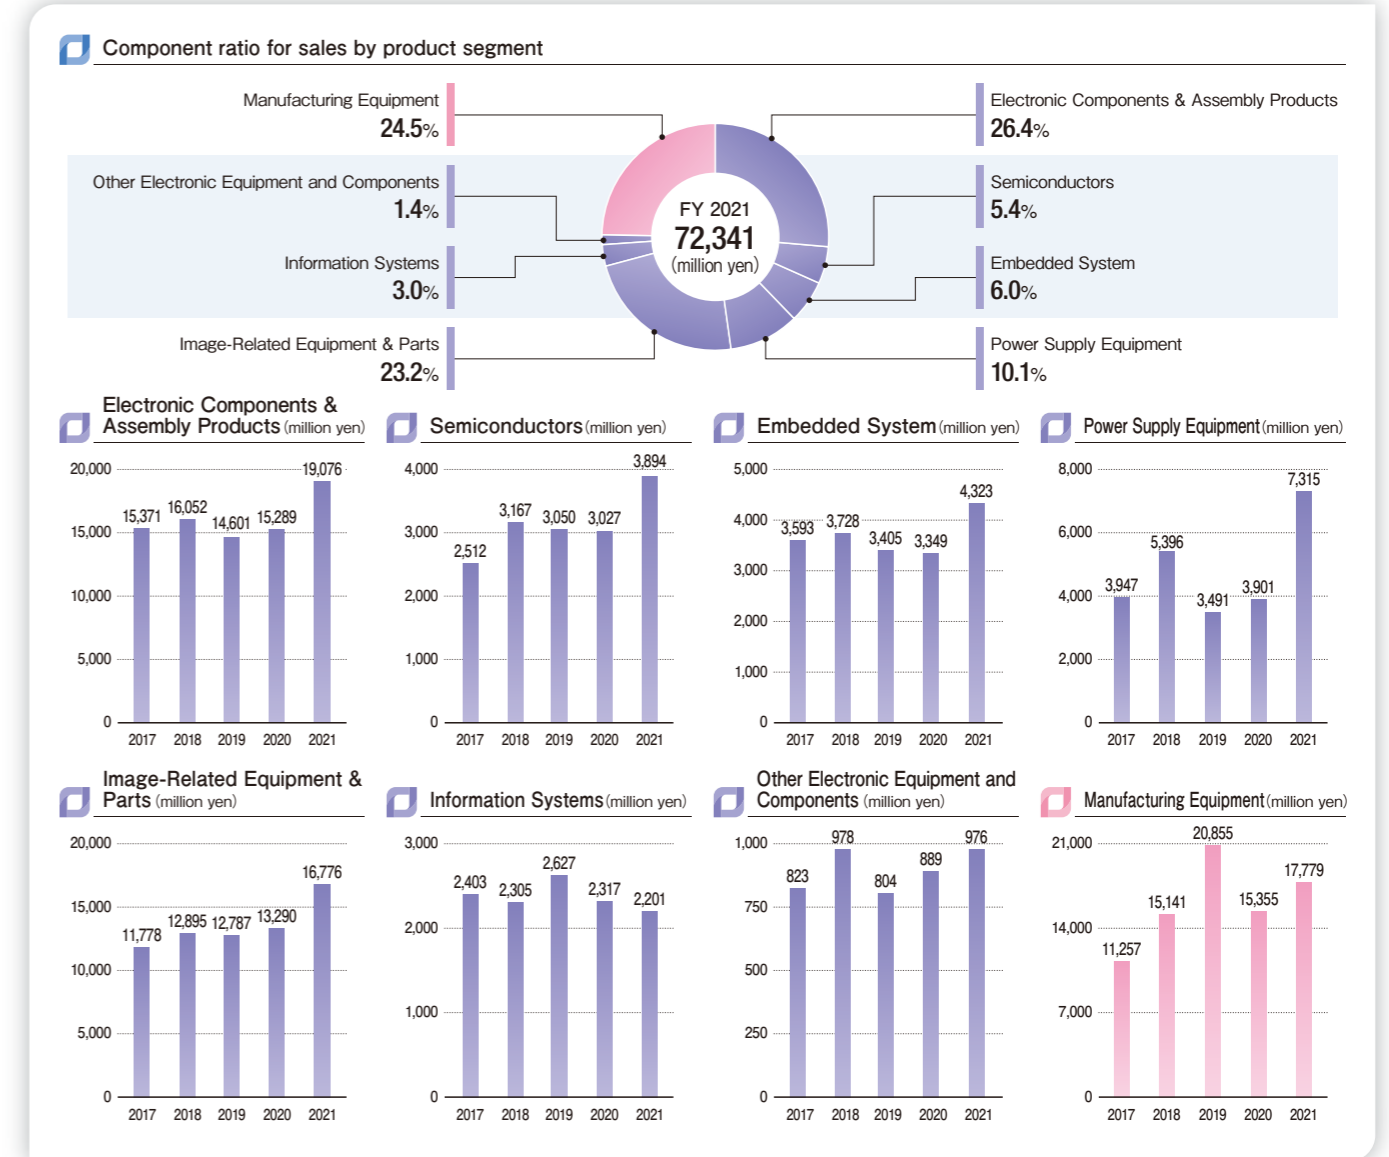 Component ratio for sales by product segment
Manufacturing Equipment
24.5%
Other Electronic Equipment and Components
1.4%
Information Systems
3.0%
Image-Related Equipment & Parts
23.2%
FY 2021
72,341
(million yen)
Electronic Components & Assembly Products
26.4%
Semiconductors
5.4%
Embedded System
6.0%
Power Supply Equipment
10.1%
Electronic Components &
Assembly Products (million yen)
20,000
15,000
10,000
5,000
0
15,371
16,052
14,601
15,289
19,076
2017 2018 2019 2020 2021
Semiconductors (million yen)
4,000
3,000
2,000
1,000
0
2,512
3,167
3,050
3,027
3,894
2017 2018 2019 2020 2021
Embedded System (million yen)
5,000
4,000
3,000
2,000
1,000
0
3,593
3,728
3,405
3,349
4,323
2017 2018 2019 2020 2021
Power Supply Equipment (million yen)
8,000
6,000
4,000
2,000
0
3,947
5,396
3,491
3,901
7,315
2017 2018 2019 2020 2021
Image-Related Equipment &
Parts (million yen)
20,000
15,000
10,000
5,000
0
11,778
12,895
12,787
13,290
16,776
2017 2018 2019 2020 2021
Information Systems (million yen)
3,000
2,000
1,000
0
2,403
2,305
2,627
2,317
2,201
2017 2018 2019 2020 2021
Other Electronic Equipment and
Components (million yen)
1,000
750
500
250
0
823
978
804
889
976
2017 2018 2019 2020 2021
Manufacturing Equipment (million yen)
21,000
14,000
7,000
0
11,257
15,141
20,855
15,355
17,779
2017 2018 2019 2020 2021